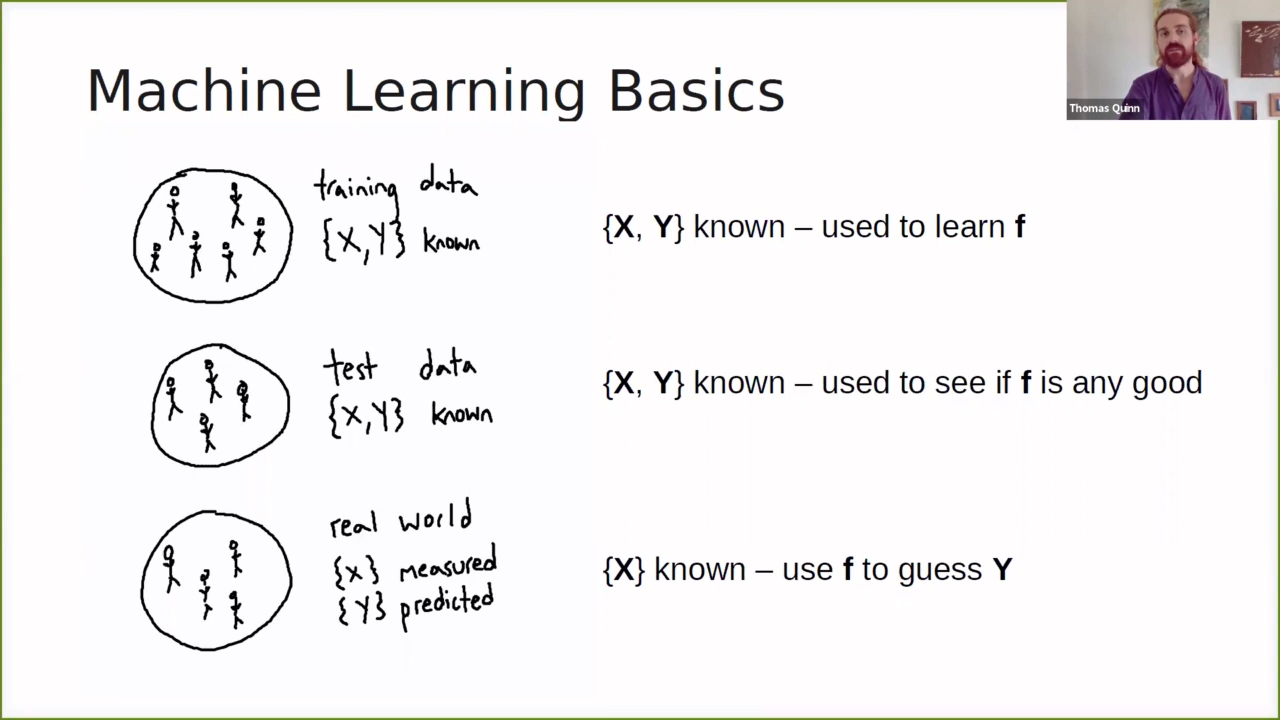 Machine Learning Basics
Thomas Quinn
training data
{X,Y} known
{X, Y} known – used to learn f
test data
{X,Y} known
{X, Y} known – used to see if f is any good
real world
{X} measured
{Y} predicted
{X} known – use f to guess Y